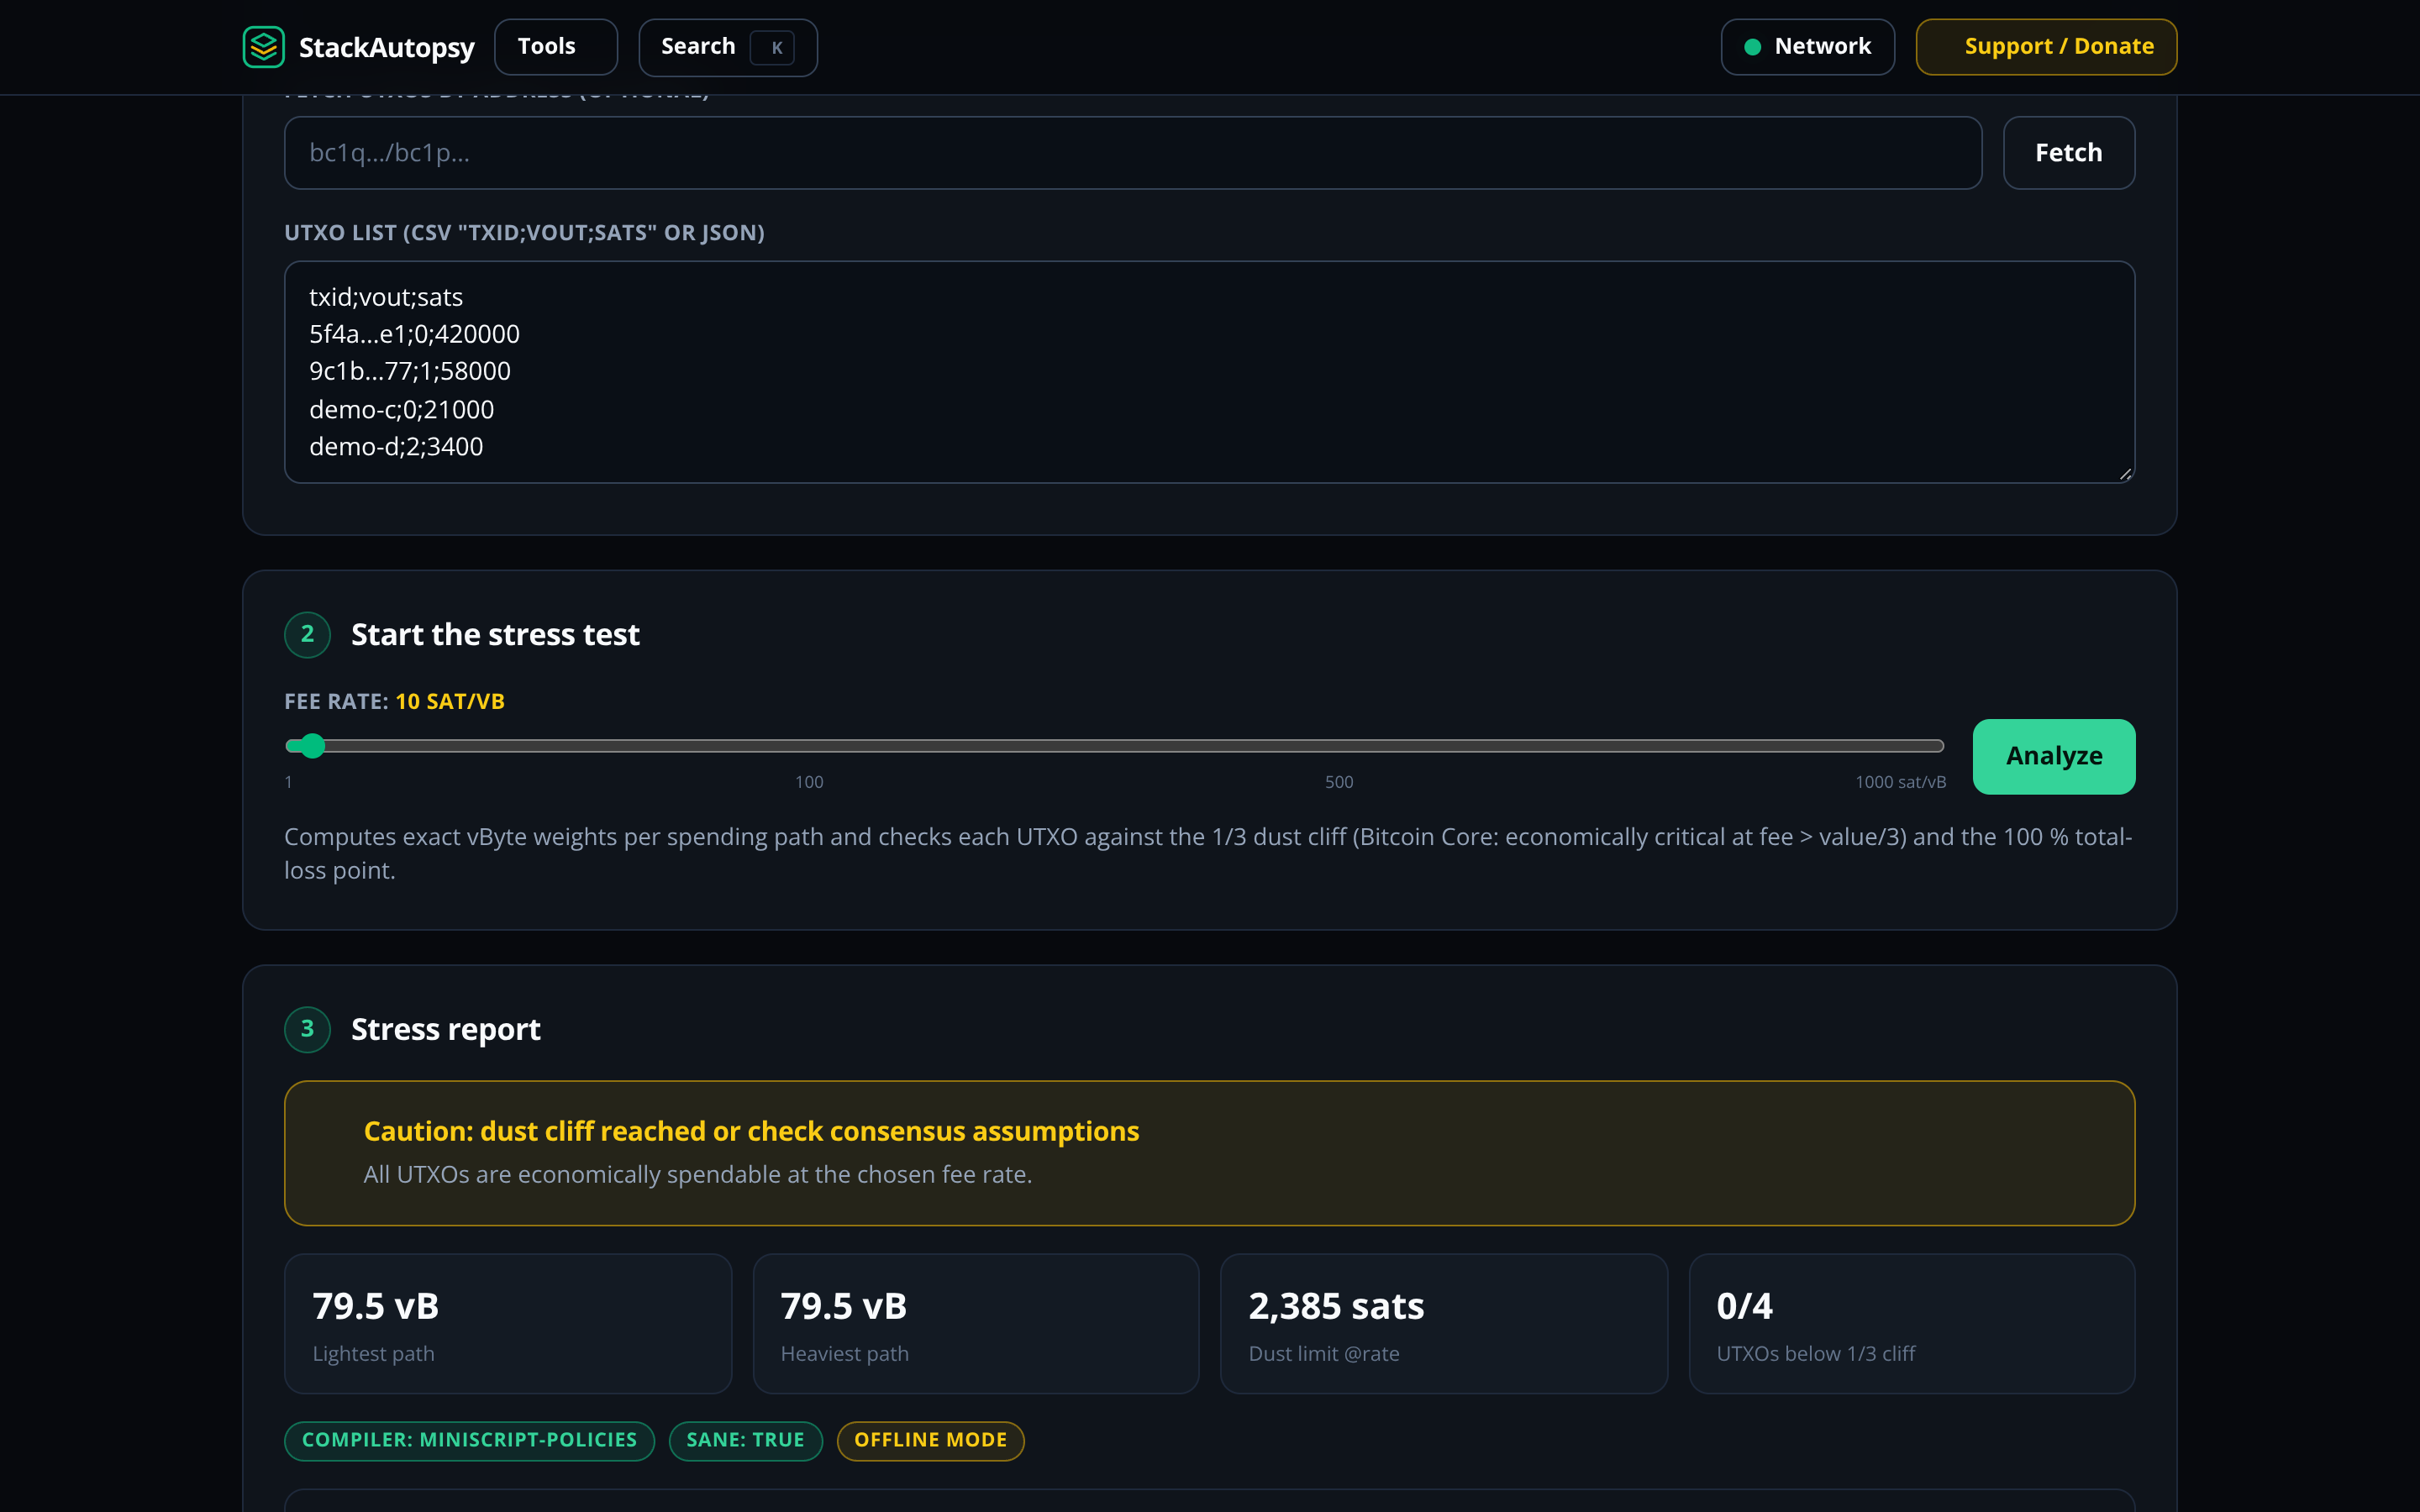 StackAutopsy
Tools
Search K
Network
Support / Donate
FETCH UTXOS BY ADDRESS (OPTIONAL)
bc1q.../bc1p...
Fetch
UTXO LIST (CSV "TXID;VOUT;SATS" OR JSON)
txid;vout;sats
5f4a...e1;0;420000
9c1b...77;1;58000
demo-c;0;21000
demo-d;2;3400
2 Start the stress test
FEE RATE: 10 SAT/VB
1 100 500 1000 sat/vB
Analyze
Computes exact vByte weights per spending path and checks each UTXO against the 1/3 dust cliff (Bitcoin Core: economically critical at fee > value/3) and the 100 % total-
loss point.
3 Stress report
Caution: dust cliff reached or check consensus assumptions
All UTXOs are economically spendable at the chosen fee rate.
79.5 vB
Lightest path
79.5 vB
Heaviest path
2,385 sats
Dust limit @rate
0/4
UTXOs below 1/3 cliff
COMPILER: MINISCRIPT-POLICIES
SANE: TRUE
OFFLINE MODE